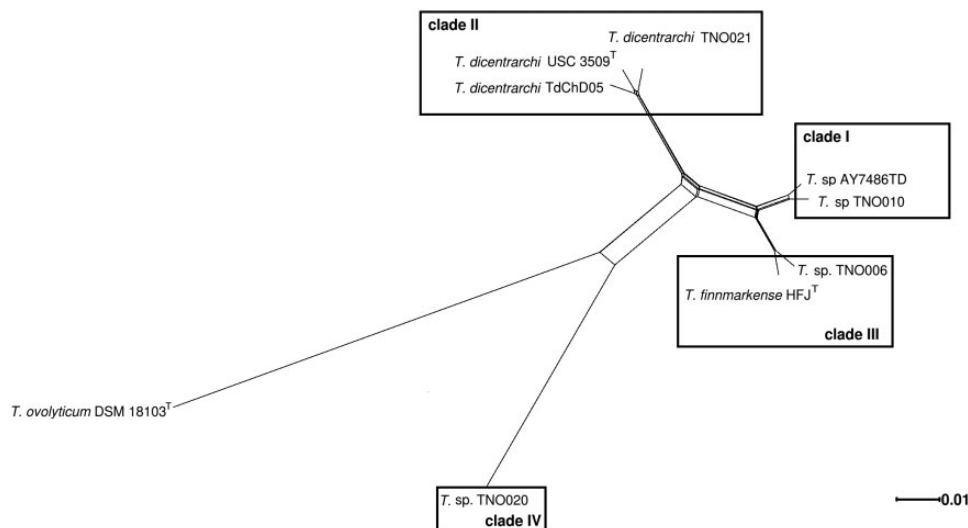 clade II
T. dicentrarchi TNO021
T. dicentrarchi USC 3509T
T. dicentrarchi TdChD05
clade I
T. sp AY7486TD
T. sp TNO010
T. sp. TNO006
T. finnmarkense HFJT
clade III
T. ovolyticum DSM 18103T
T. sp. TNO020
clade IV
0.01